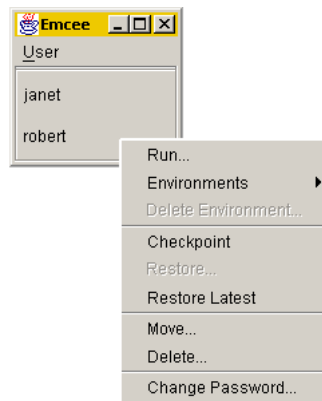 Emcee
User
janet
robert
Run...
Environments
Delete Environment...
Checkpoint
Restore...
Restore Latest
Move...
Delete...
Change Password...